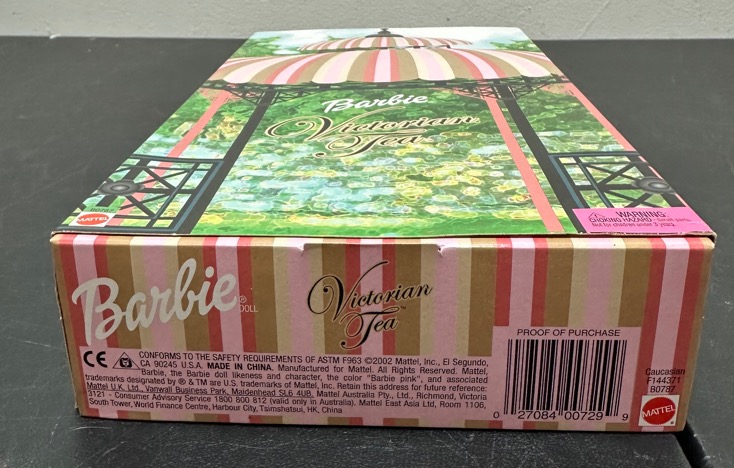 Barbie
Victorian
Tea
B0787
MATTEL
WARNING:
CHOKING HAZARD—Small parts.
Not for children under 3 years.
Barbie®
DOLL
Victorian
Tea™
PROOF OF PURCHASE
CE
CONFORMS TO THE SAFETY REQUIREMENTS OF ASTM F963 ©2002 Mattel, Inc., El Segundo,
CA 90245 U.S.A. MADE IN CHINA. Manufactured for Mattel. All Rights Reserved. Mattel,
Barbie, the Barbie doll likeness and character, the color "Barbie pink", and associated
trademarks designated by ® & TM are U.S. trademarks of Mattel, Inc. Retain this address for future reference:
Mattel U.K. Ltd., Vanwall Business Park, Maidenhead SL6 4UB. Mattel Australia Pty., Ltd., Richmond, Victoria
3121 - Consumer Advisory Service 1800 800 812 (valid only in Australia). Mattel East Asia Ltd, Room 1106,
South Tower, World Finance Centre, Harbour City, Tsimshatsui, HK, China
0 27084 00729 9
Caucasian
F144371
B0787
MATTEL